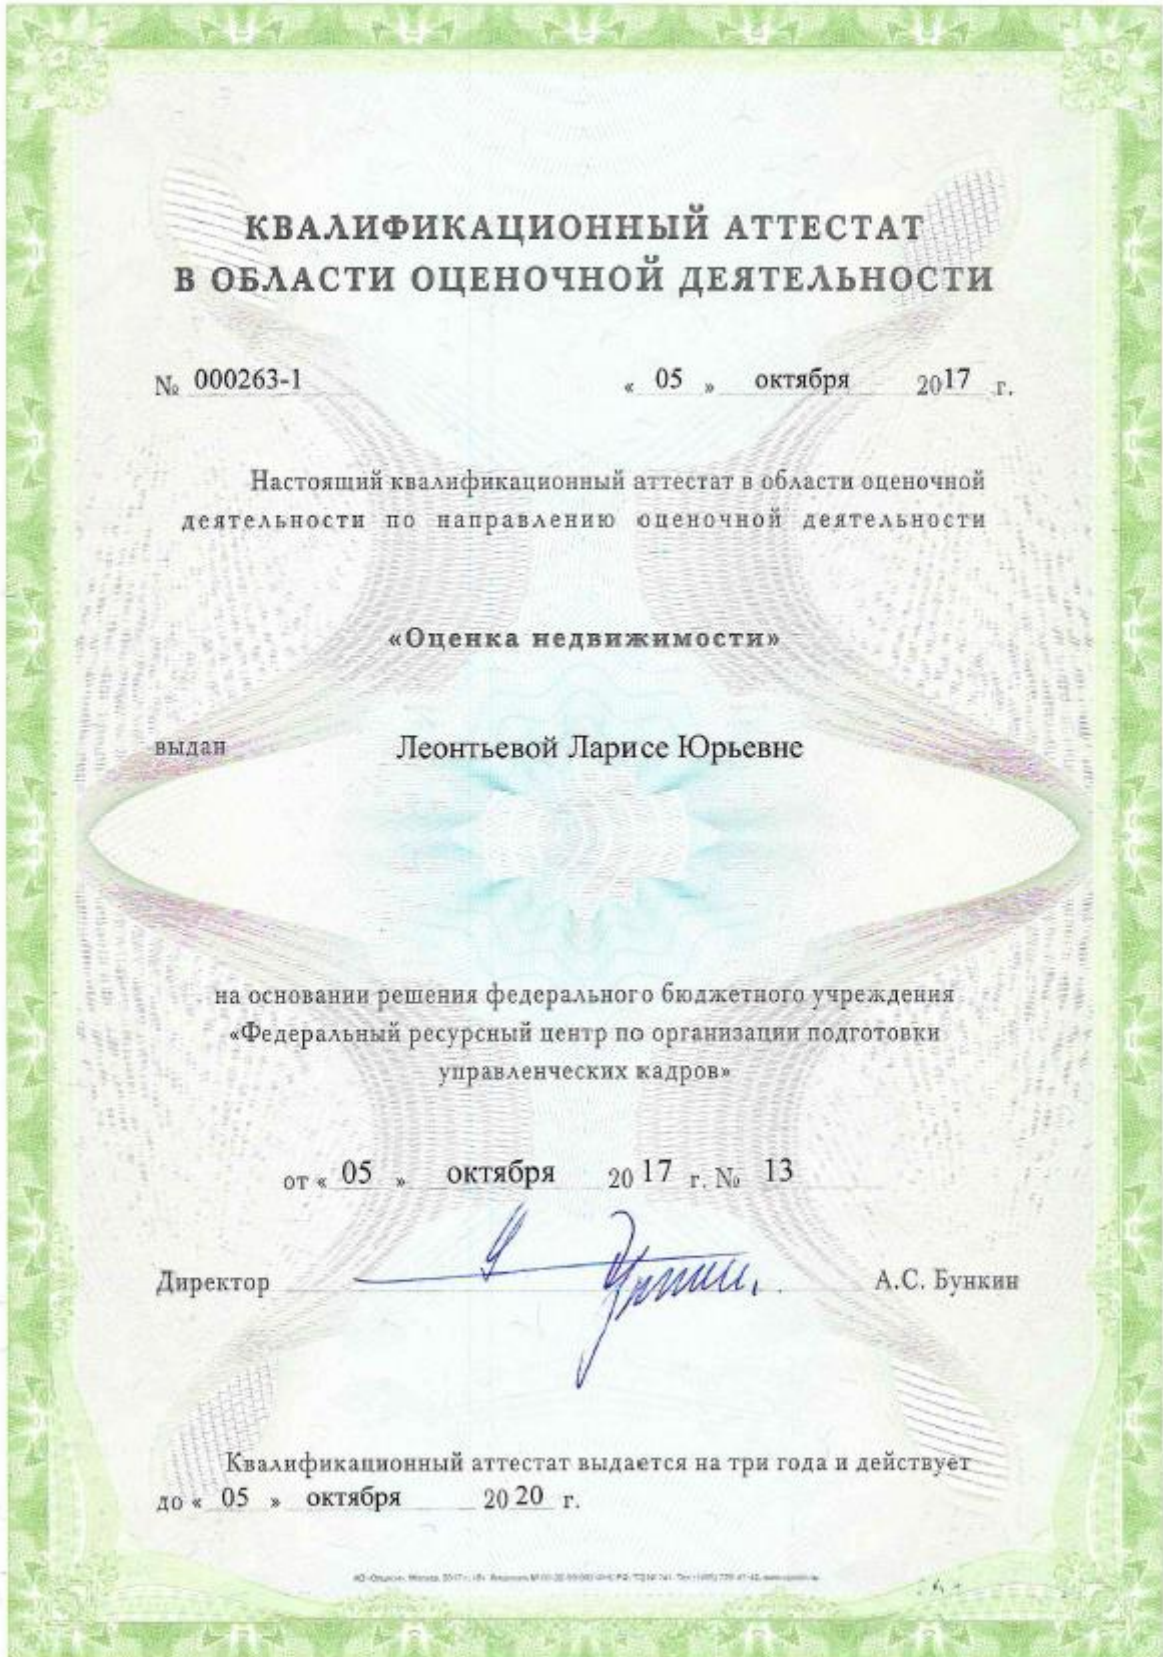 КВАЛИФИКАЦИОННЫЙ АТТЕСТАТ
В ОБЛАСТИ ОЦЕНОЧНОЙ ДЕЯТЕЛЬНОСТИ
№ 000263-1 « 05 » октября 2017 г.
Настоящий квалификационный аттестат в области оценочной
деятельности по направлению оценочной деятельности
«Оценка недвижимости»
выдан Леонтьевой Ларисе Юрьевне
на основании решения федерального бюджетного учреждения
«Федеральный ресурсный центр по организации подготовки
управленческих кадров»
от « 05 » октября 2017 г. № 13
Директор А.С. Бункин
Квалификационный аттестат выдается на три года и действует
до « 05 » октября 2020 г.